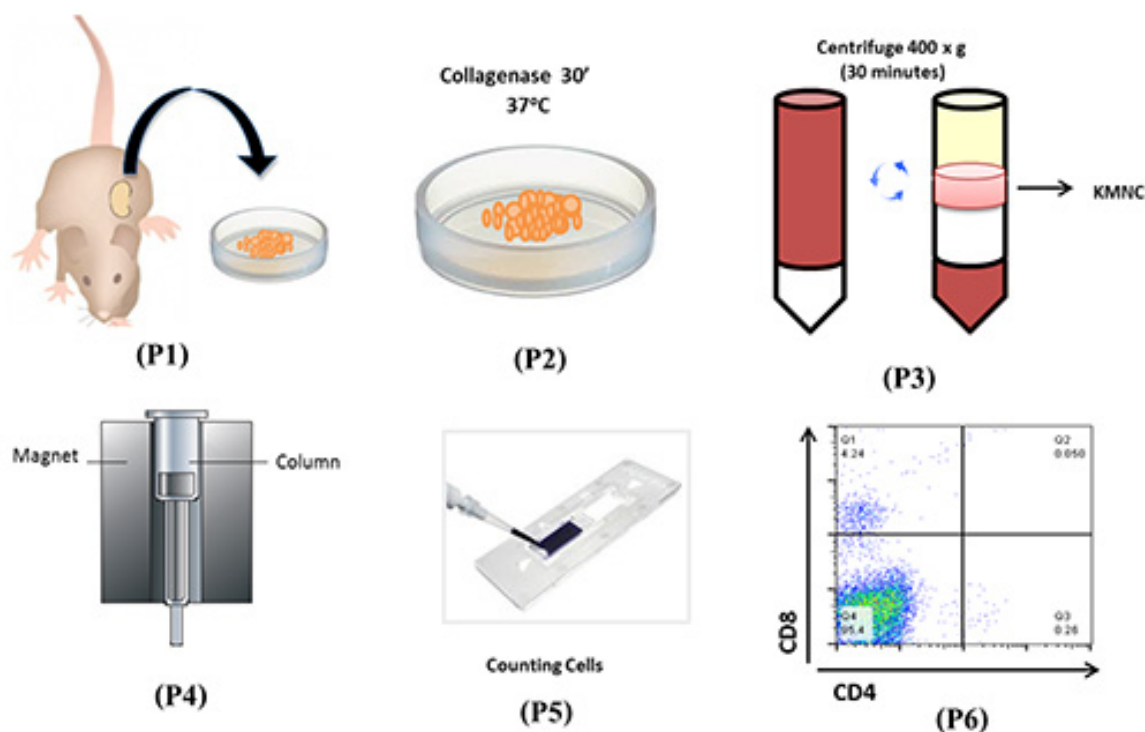 (P1)
Collagenase 30’
37°C
(P2)
Centrifuge 400 x g
(30 minutes)
KMNC
(P3)
Magnet
Column
(P4)
Counting Cells
(P5)
Q1
4.24
Q2
0.050
Q4
95.4
Q3
0.26
CD8
CD4
(P6)